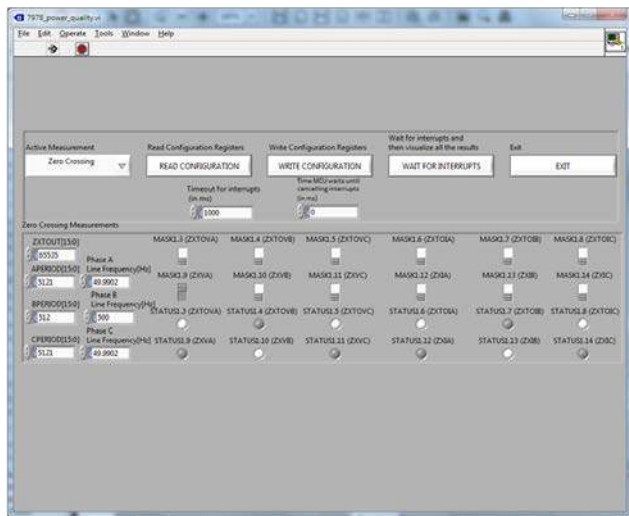 7978_power_quality.vi
File Edit Operate Tools Window Help
Active Measurement
Zero Crossing
Read Configuration Registers
READ CONFIGURATION
Write Configuration Registers
WRITE CONFIGURATION
Wait for interrupts and
then visualize all the results
WAIT FOR INTERRUPTS
Exit
EXIT
Timeout for interrupts
(in ms)
1000
Time MCU waits until
cancelling interrupts
(in ms)
0
Zero Crossing Measurements
ZXTOUT[15:0]
65535
MASK1.3 (ZXTOVA) MASK1.4 (ZXTOVB) MASK1.5 (ZXTOVC) MASK1.6 (ZXTOIA) MASK1.7 (ZXTOIB) MASK1.8 (ZXTOIC)
APERIOD[15:0]
5121
Phase A
Line Frequency[Hz]
49.9902
MASK1.9 (ZXVA) MASK1.10 (ZXVB) MASK1.11 (ZXVC) MASK1.12 (ZXIA) MASK1.13 (ZXIB) MASK1.14 (ZXIC)
BPERIOD[15:0]
512
Phase B
Line Frequency[Hz]
500
STATUS1.3 (ZXTOVA) STATUS1.4 (ZXTOVB) STATUS1.5 (ZXTOVC) STATUS1.6 (ZXTOIA) STATUS1.7 (ZXTOIB) STATUS1.8 (ZXTOIC)
CPERIOD[15:0]
5121
Phase C
Line Frequency[Hz]
49.9902
STATUS1.9 (ZXVA) STATUS1.10 (ZXVB) STATUS1.11 (ZXVC) STATUS1.12 (ZXIA) STATUS1.13 (ZXIB) STATUS1.14 (ZXIC)